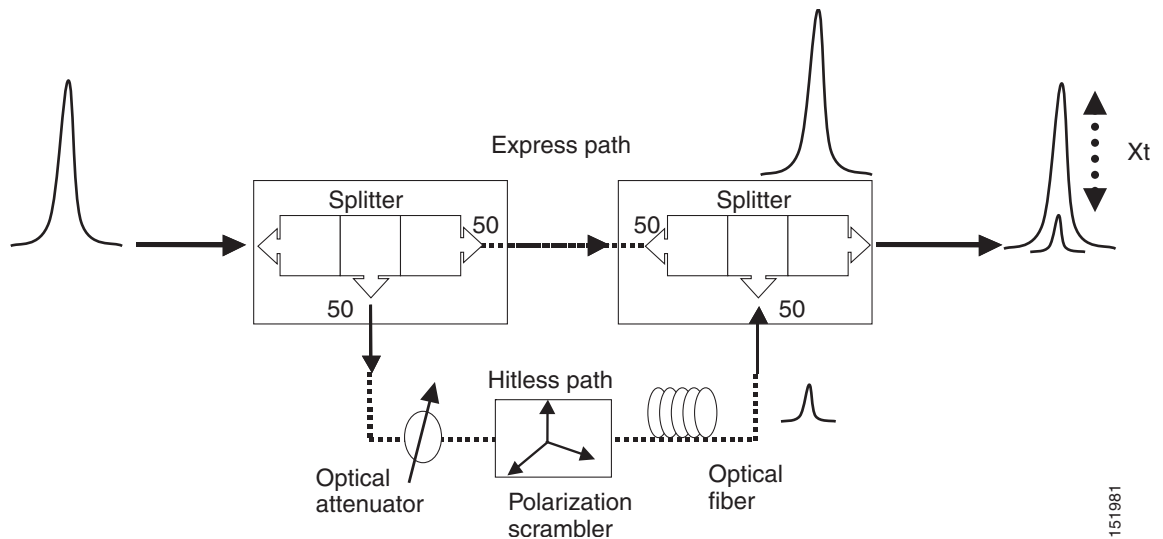 Express path
Xt
Splitter
50
Splitter
50
50
50
Hitless path
Optical
attenuator
Polarization
scrambler
Optical
fiber
151981